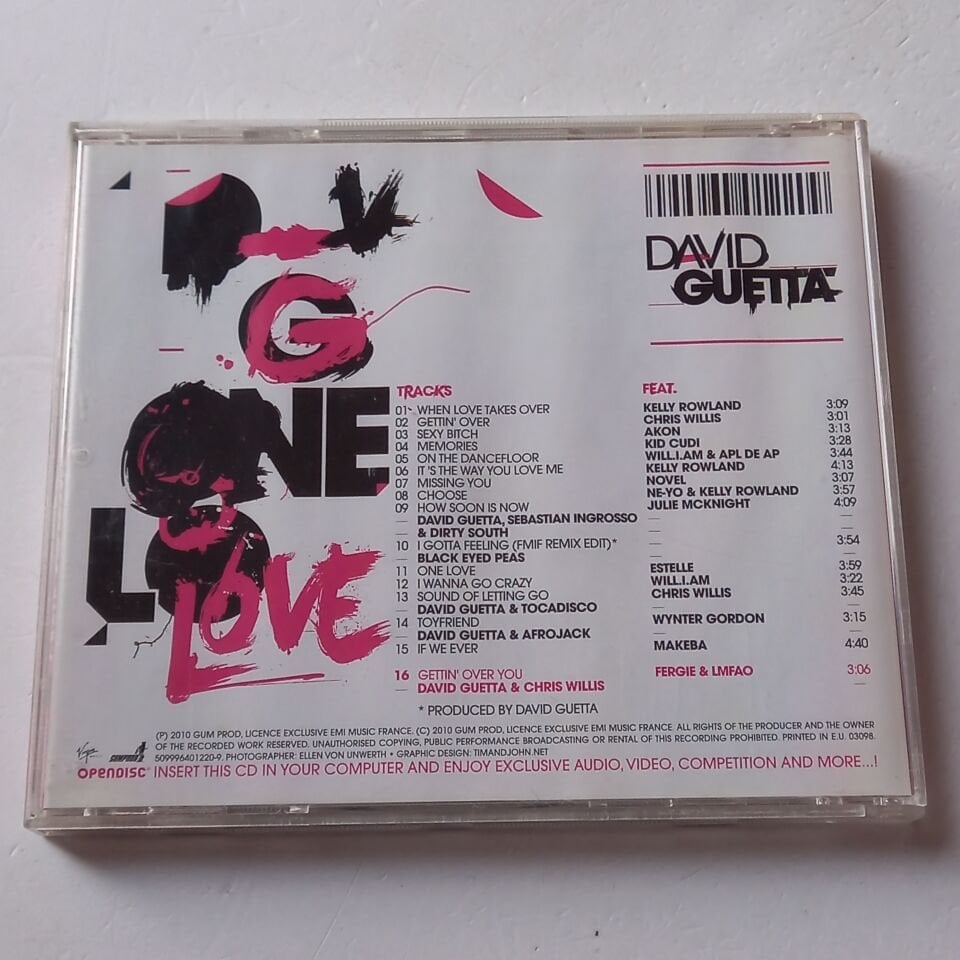 DAVID
GUETTA
G
ONE
LO
LOVE
TRACKS FEAT.
01 WHEN LOVE TAKES OVER KELLY ROWLAND 3:09
02 GETTIN' OVER CHRIS WILLIS 3:01
03 SEXY BITCH AKON 3:13
04 MEMORIES KID CUDI 3:28
05 ON THE DANCEFLOOR WILL.I.AM & APL DE AP 3:44
06 IT'S THE WAY YOU LOVE ME KELLY ROWLAND 4:13
07 MISSING YOU NOVEL 3:07
08 CHOOSE NE-YO & KELLY ROWLAND 3:57
09 HOW SOON IS NOW JULIE MCKNIGHT 4:09
— DAVID GUETTA, SEBASTIAN INGROSSO — —
— & DIRTY SOUTH — —
10 I GOTTA FEELING (FMIF REMIX EDIT)* — 3:54
— BLACK EYED PEAS —
11 ONE LOVE ESTELLE 3:59
12 I WANNA GO CRAZY WILL.I.AM 3:22
13 SOUND OF LETTING GO CHRIS WILLIS 3:45
— DAVID GUETTA & TOCADISCO — —
14 TOYFRIEND WYNTER GORDON 3:15
— DAVID GUETTA & AFROJACK — —
15 IF WE EVER MAKEBA 4:40
16 GETTIN' OVER YOU FERGIE & LMFAO 3:06
— DAVID GUETTA & CHRIS WILLIS —
* PRODUCED BY DAVID GUETTA
(P) 2010 GUM PROD, LICENCE EXCLUSIVE EMI MUSIC FRANCE. (C) 2010 GUM PROD, LICENCE EXCLUSIVE EMI MUSIC FRANCE. ALL RIGHTS OF THE PRODUCER AND THE OWNER
OF THE RECORDED WORK RESERVED. UNAUTHORISED COPYING, PUBLIC PERFORMANCE BROADCASTING OR RENTAL OF THIS RECORDING PROHIBITED. PRINTED IN E.U. 03098.
509996401220-9. PHOTOGRAPHER: ELLEN VON UNWERTH • GRAPHIC DESIGN: TIMANDJOHN.NET
Virgin
OPENDISC INSERT THIS CD IN YOUR COMPUTER AND ENJOY EXCLUSIVE AUDIO, VIDEO, COMPETITION AND MORE...!